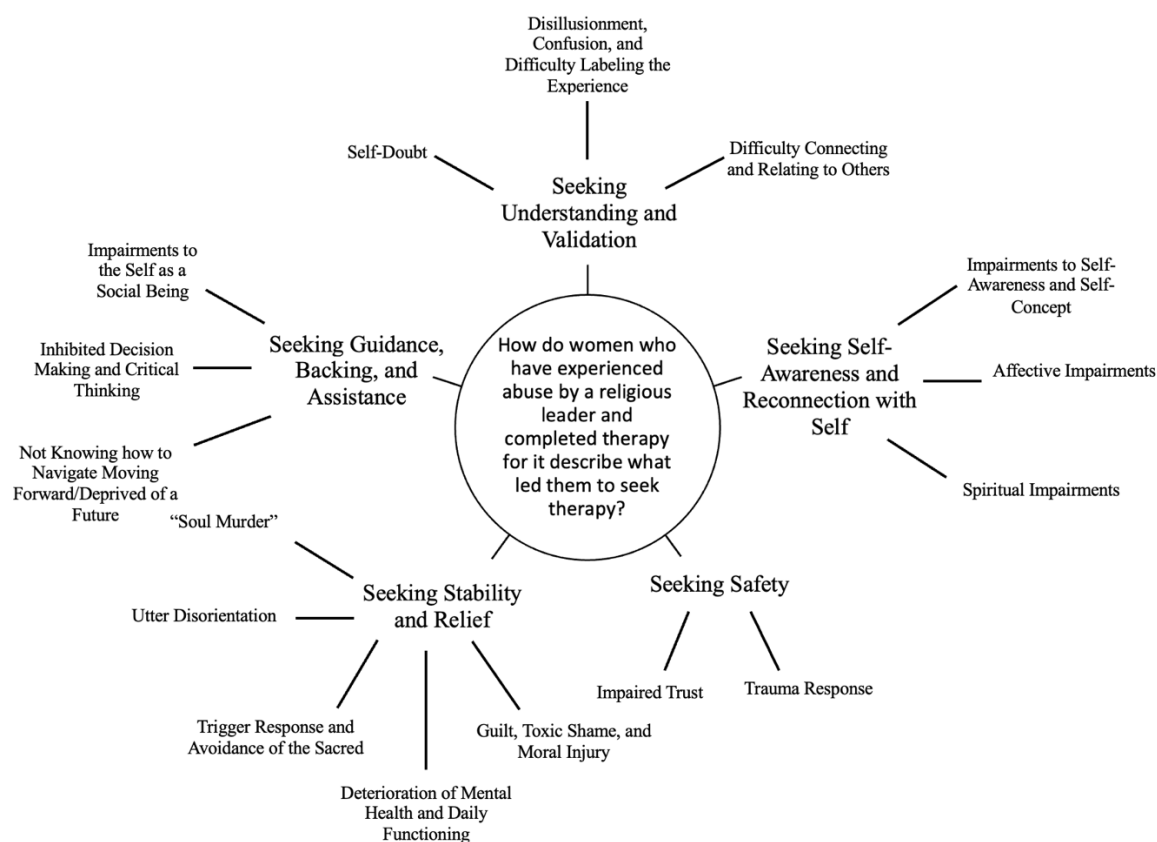 Disillusionment,
Confusion, and
Difficulty Labeling the
Experience
Self-Doubt
Difficulty Connecting
and Relating to Others
Seeking
Understanding and
Validation
Impairments to
the Self as a
Social Being
Inhibited Decision
Making and Critical
Thinking
Not Knowing how to
Navigate Moving
Forward/Deprived of a
Future
Seeking Guidance,
Backing, and
Assistance
How do women who
have experienced
abuse by a religious
leader and
completed therapy
for it describe what
led them to seek
therapy?
Seeking Self-
Awareness and
Reconnection with
Self
Impairments to Self-
Awareness and Self-
Concept
Affective Impairments
Spiritual Impairments
“Soul Murder”
Utter Disorientation
Seeking Stability
and Relief
Trigger Response and
Avoidance of the Sacred
Deterioration of Mental
Health and Daily
Functioning
Guilt, Toxic Shame, and
Moral Injury
Seeking Safety
Impaired Trust
Trauma Response